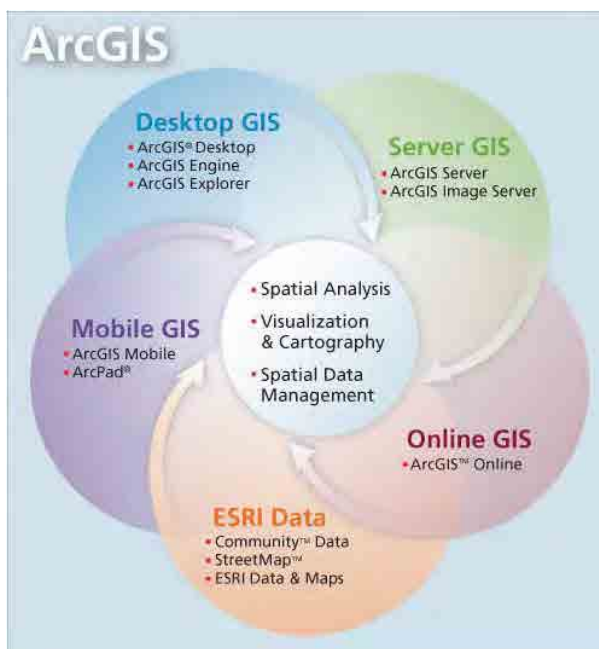 ArcGIS
Desktop GIS
▪ ArcGIS® Desktop
▪ ArcGIS Engine
▪ ArcGIS Explorer
Server GIS
▪ ArcGIS Server
▪ ArcGIS Image Server
▪ Spatial Analysis
▪ Visualization
& Cartography
▪ Spatial Data
Management
Mobile GIS
▪ ArcGIS Mobile
▪ ArcPad®
Online GIS
▪ ArcGIS™ Online
ESRI Data
▪ Community™ Data
▪ StreetMap™
▪ ESRI Data & Maps